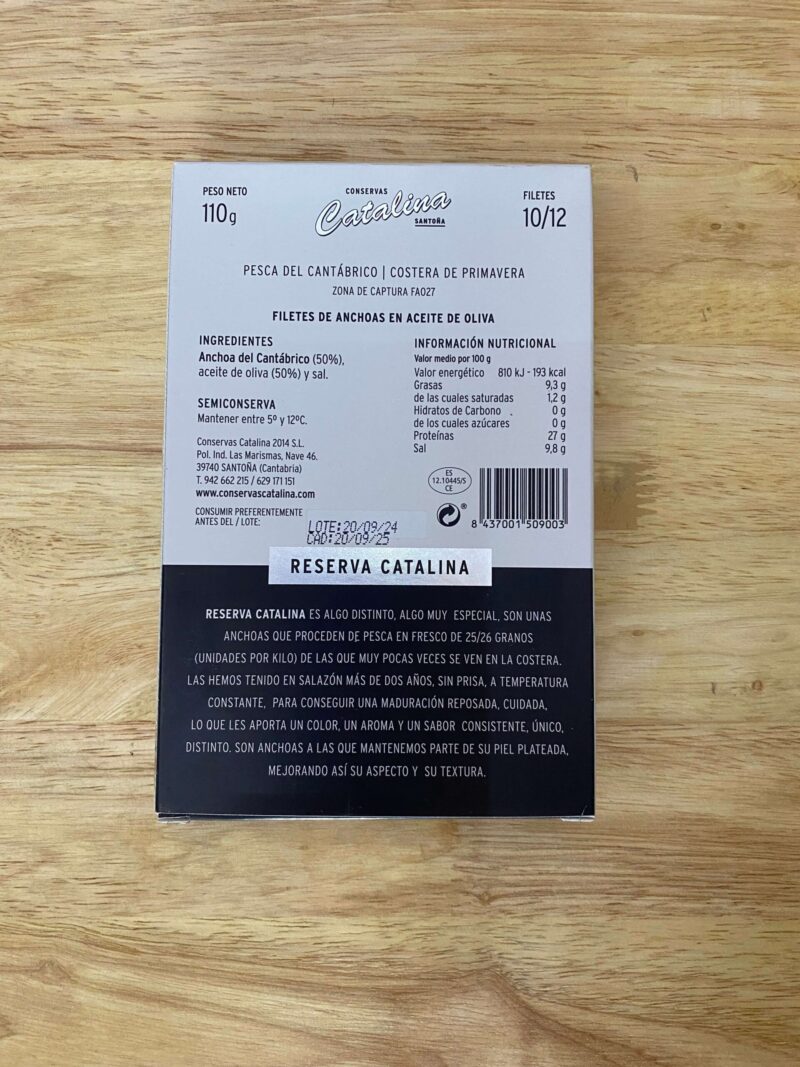 PESO NETO
110g
CONSERVAS
Catalina
SANTOÑA
FILETES
10/12
PESCA DEL CANTÁBRICO | COSTERA DE PRIMAVERA
ZONA DE CAPTURA FAO27
FILETES DE ANCHOAS EN ACEITE DE OLIVA
INGREDIENTES
Anchoa del Cantábrico (50%),
aceite de oliva (50%) y sal.
SEMICONSERVA
Mantener entre 5º y 12ºC.
Conservas Catalina 2014 S.L.
Pol. Ind. Las Marismas, Nave 46.
39740 SANTOÑA (Cantabria)
T. 942 662 215 / 629 171 151
www.conservascatalina.com
CONSUMIR PREFERENTEMENTE
ANTES DEL / LOTE:
LOTE:20/09/24
CAD:20/09/25
INFORMACIÓN NUTRICIONAL
Valor medio por 100 g
Valor energético 810 kJ - 193 kcal
Grasas 9,3 g
de las cuales saturadas 1,2 g
Hidratos de Carbono 0 g
de los cuales azúcares 0 g
Proteínas 27 g
Sal 9,8 g
ES
12.10445/S
CE
®
8 437001 509003
RESERVA CATALINA
RESERVA CATALINA ES ALGO DISTINTO, ALGO MUY ESPECIAL, SON UNAS
ANCHOAS QUE PROCEDEN DE PESCA EN FRESCO DE 25/26 GRANOS
(UNIDADES POR KILO) DE LAS QUE MUY POCAS VECES SE VEN EN LA COSTERA.
LAS HEMOS TENIDO EN SALAZÓN MÁS DE DOS AÑOS, SIN PRISA, A TEMPERATURA
CONSTANTE, PARA CONSEGUIR UNA MADURACIÓN REPOSADA, CUIDADA,
LO QUE LES APORTA UN COLOR, UN AROMA Y UN SABOR CONSISTENTE, ÚNICO,
DISTINTO. SON ANCHOAS A LAS QUE MANTENEMOS PARTE DE SU PIEL PLATEADA,
MEJORANDO ASÍ SU ASPECTO Y SU TEXTURA.